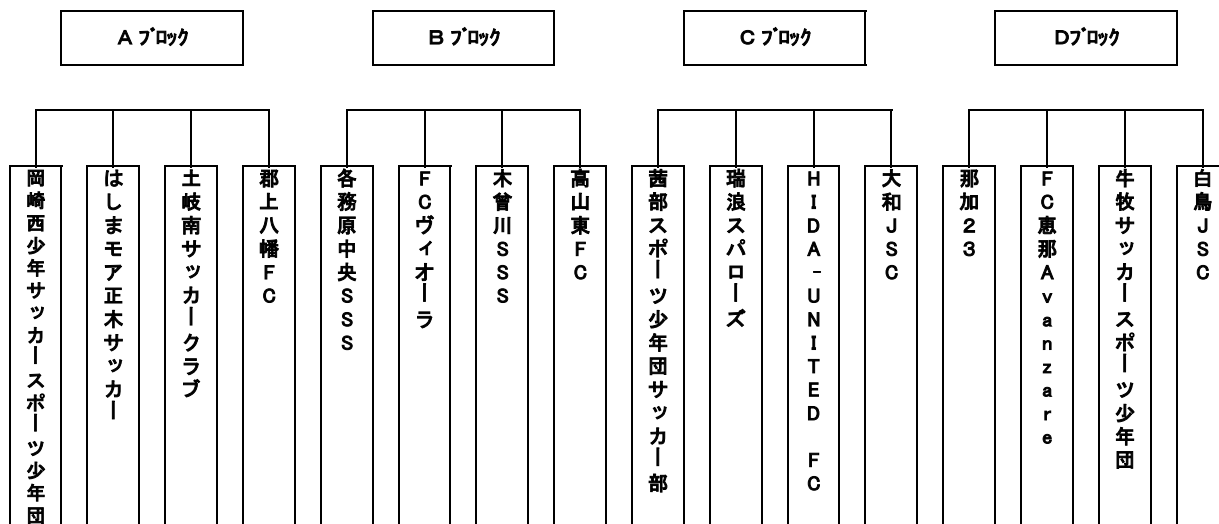 A ブロック
B ブロック
C ブロック
Dブロック
岡崎西少年サッカースポーツ少年団
はしまモア正木サッカー
土岐南サッカークラブ
郡上八幡FC
各務原中央SSS
FCヴィオーラ
木曾川SSS
高山東FC
茜部スポーツ少年団サッカー部
瑞浪スパローズ
HIDA-UNITED FC
大和JSC
那加23
FC恵那Avanzare
牛牧サッカースポーツ少年団
白鳥JSC